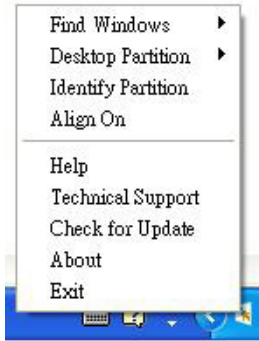 Find Windows
Desktop Partition
Identify Partition
Align On
Help
Technical Support
Check for Update
About
Exit